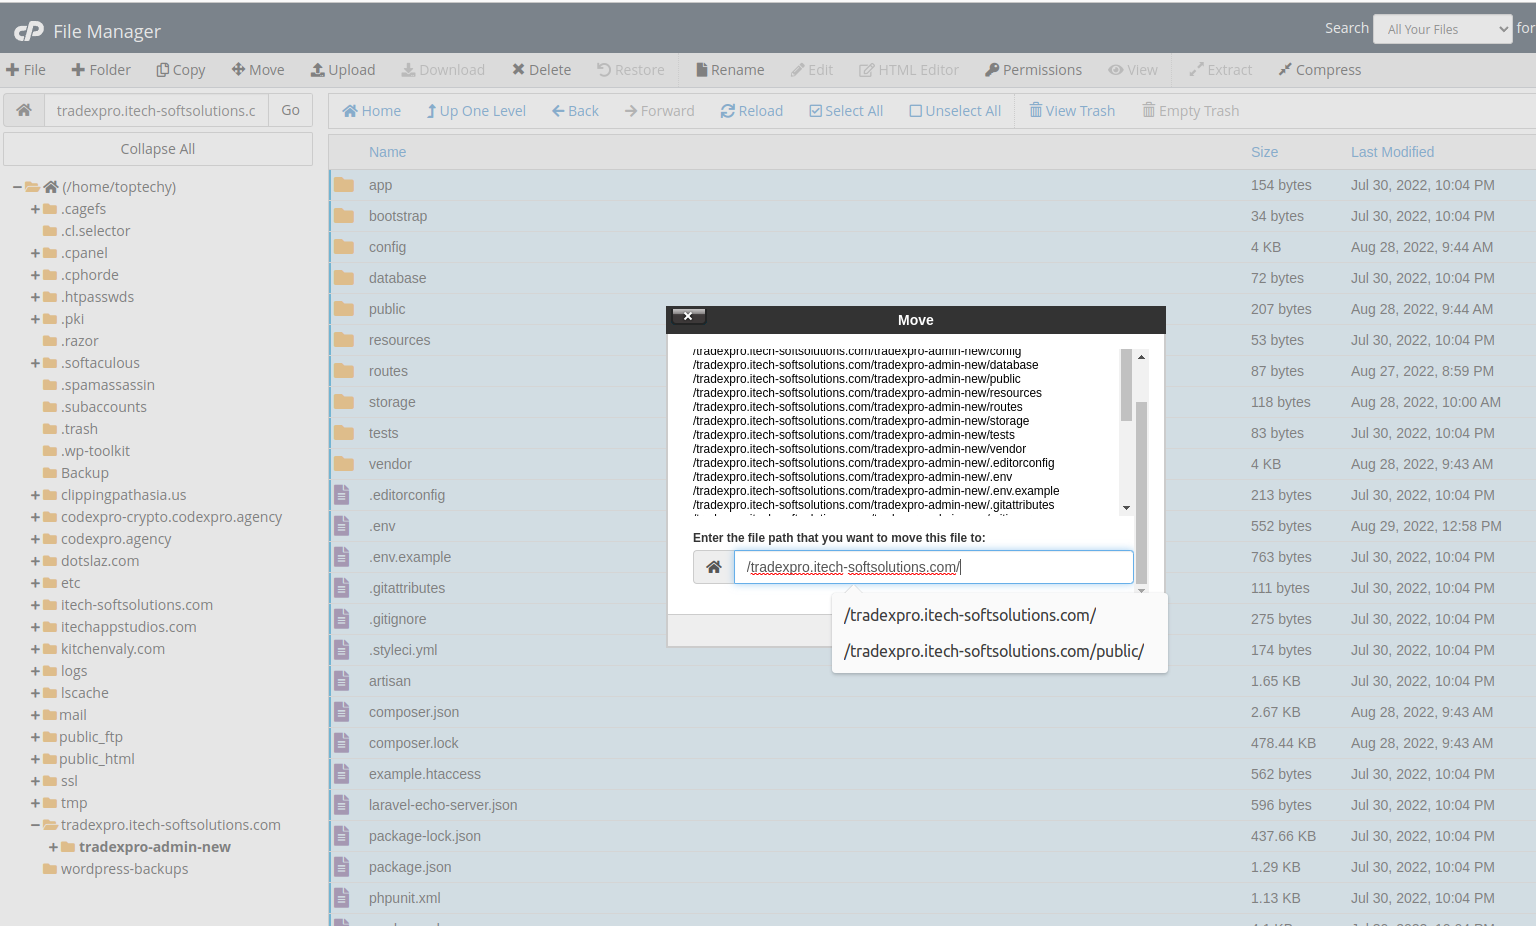 cP File Manager
Search All Your Files for
File Folder Copy Move Upload Download Delete Restore Rename Edit HTML Editor Permissions View Extract Compress
tradexpro.itech-softsolutions.c Go
Home Up One Level Back Forward Reload Select All Unselect All View Trash Empty Trash
Collapse All
(/home/toptechy)
.cagefs
.cl.selector
.cpanel
.cphorde
.htpasswds
.pki
.razor
.softaculous
.spamassassin
.subaccounts
.trash
.wp-toolkit
Backup
clippingpathasia.us
codexpro-crypto.codexpro.agency
codexpro.agency
dotslaz.com
etc
itech-softsolutions.com
itechappstudios.com
kitchenvaly.com
logs
lscache
mail
public_ftp
public_html
ssl
tmp
tradexpro.itech-softsolutions.com
tradexpro-admin-new
wordpress-backups
Name Size Last Modified
app 154 bytes Jul 30, 2022, 10:04 PM
bootstrap 34 bytes Jul 30, 2022, 10:04 PM
config 4 KB Aug 28, 2022, 9:44 AM
database 72 bytes Jul 30, 2022, 10:04 PM
public 207 bytes Aug 28, 2022, 9:44 AM
resources 53 bytes Jul 30, 2022, 10:04 PM
routes 87 bytes Aug 27, 2022, 8:59 PM
storage 118 bytes Aug 28, 2022, 10:00 AM
tests 83 bytes Jul 30, 2022, 10:04 PM
vendor 4 KB Aug 28, 2022, 9:43 AM
.editorconfig 213 bytes Jul 30, 2022, 10:04 PM
.env 552 bytes Aug 29, 2022, 12:58 PM
.env.example 763 bytes Jul 30, 2022, 10:04 PM
.gitattributes 111 bytes Jul 30, 2022, 10:04 PM
.gitignore 275 bytes Jul 30, 2022, 10:04 PM
.styleci.yml 174 bytes Jul 30, 2022, 10:04 PM
artisan 1.65 KB Jul 30, 2022, 10:04 PM
composer.json 2.67 KB Aug 28, 2022, 9:43 AM
composer.lock 478.44 KB Aug 28, 2022, 9:43 AM
example.htaccess 562 bytes Jul 30, 2022, 10:04 PM
laravel-echo-server.json 596 bytes Jul 30, 2022, 10:04 PM
package-lock.json 437.66 KB Jul 30, 2022, 10:04 PM
package.json 1.29 KB Jul 30, 2022, 10:04 PM
phpunit.xml 1.13 KB Jul 30, 2022, 10:04 PM
Move
/tradexpro.itech-softsolutions.com/tradexpro-admin-new/config
/tradexpro.itech-softsolutions.com/tradexpro-admin-new/database
/tradexpro.itech-softsolutions.com/tradexpro-admin-new/public
/tradexpro.itech-softsolutions.com/tradexpro-admin-new/resources
/tradexpro.itech-softsolutions.com/tradexpro-admin-new/routes
/tradexpro.itech-softsolutions.com/tradexpro-admin-new/storage
/tradexpro.itech-softsolutions.com/tradexpro-admin-new/tests
/tradexpro.itech-softsolutions.com/tradexpro-admin-new/vendor
/tradexpro.itech-softsolutions.com/tradexpro-admin-new/.editorconfig
/tradexpro.itech-softsolutions.com/tradexpro-admin-new/.env
/tradexpro.itech-softsolutions.com/tradexpro-admin-new/.env.example
/tradexpro.itech-softsolutions.com/tradexpro-admin-new/.gitattributes
Enter the file path that you want to move this file to:
/tradexpro.itech-softsolutions.com/
/tradexpro.itech-softsolutions.com/
/tradexpro.itech-softsolutions.com/public/